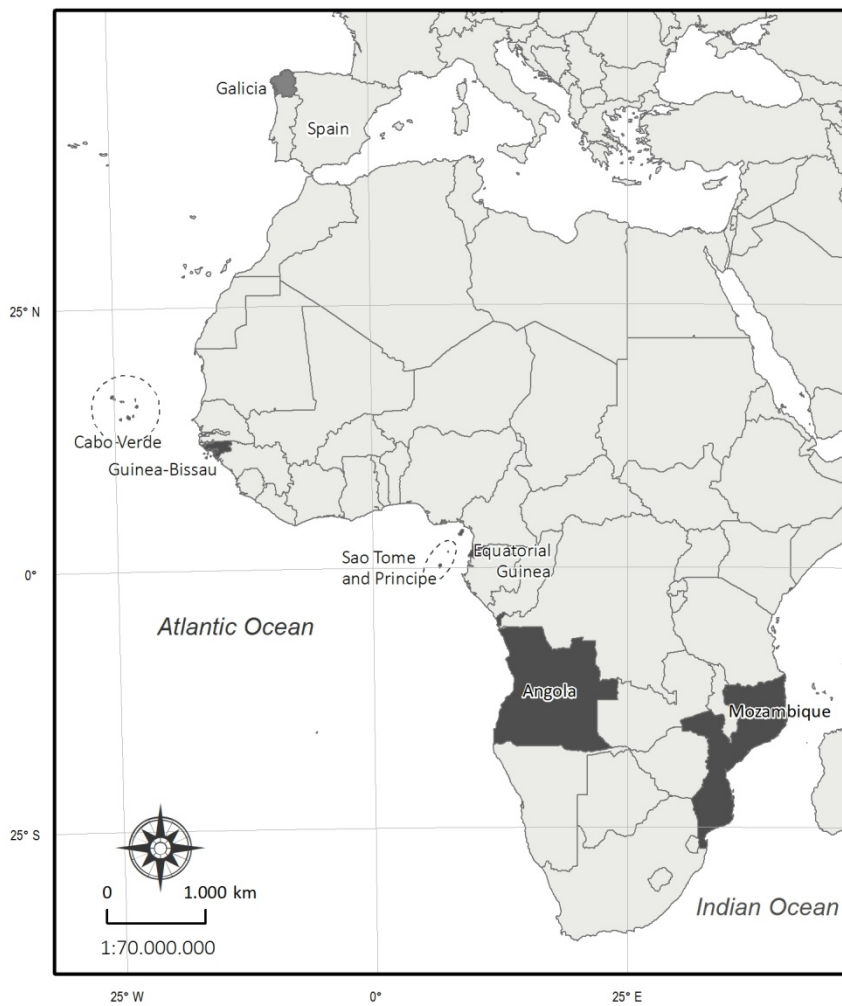 Galicia
Spain
25° N
Cabo Verde
Guinea-Bissau
Sao Tome
and Principe
Equatorial
Guinea
0°
Atlantic Ocean
Angola
Mozambique
25° S
0 1.000 km
1:70.000.000
Indian Ocean
25° W 0° 25° E